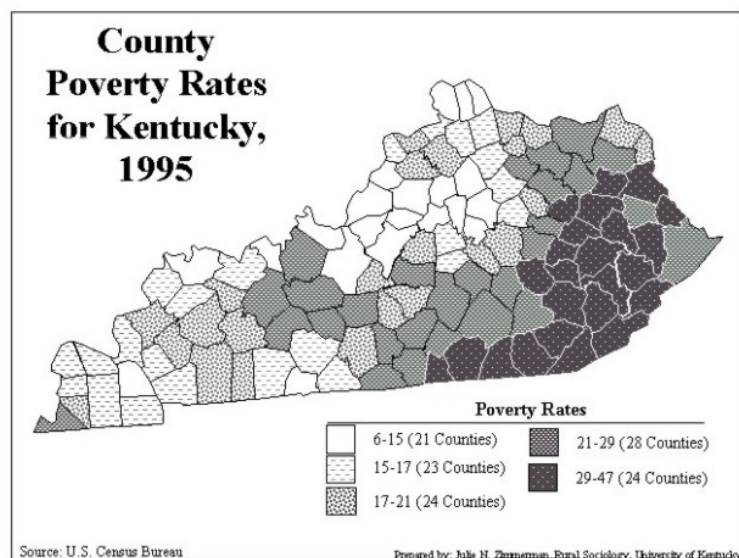 County
Poverty Rates
for Kentucky,
1995
Poverty Rates
6-15 (21 Counties)
15-17 (23 Counties)
17-21 (24 Counties)
21-29 (28 Counties)
29-47 (24 Counties)
Source: U.S. Census Bureau
Prepared by: Julie N. Zimmerman, Rural Sociology, University of Kentucky